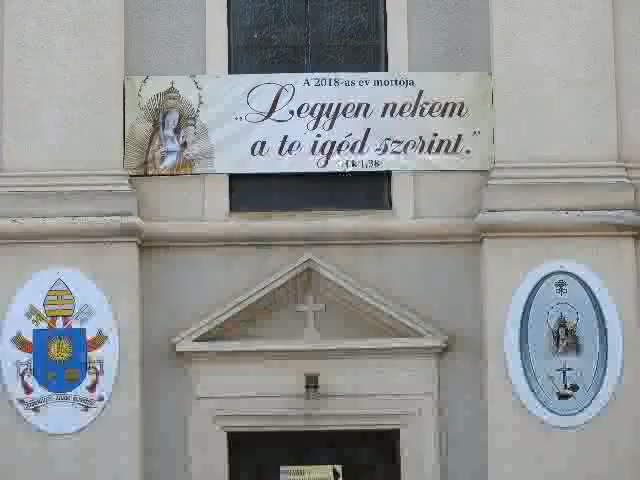 A 2018-as év mottója
„Legyen nekem
a te igéd szerint."
Lk 1,38